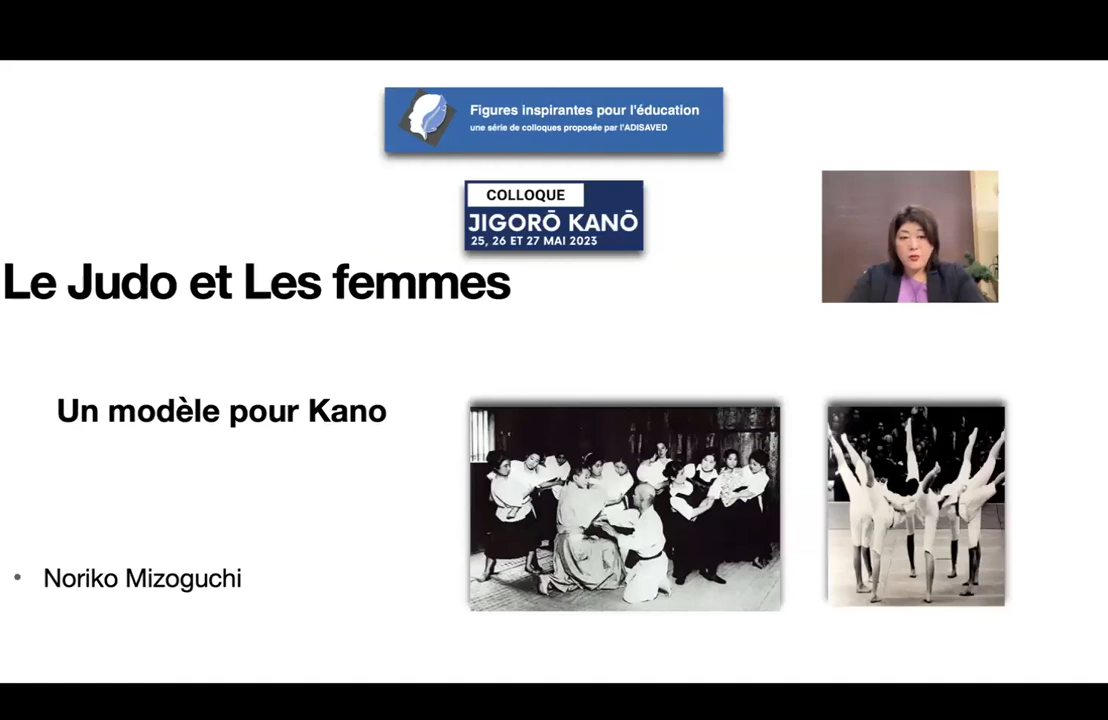 Figures inspirantes pour l'éducation
une série de colloques proposée par l'ADISAVED
COLLOQUE
JIGORŌ KANŌ
25, 26 ET 27 MAI 2023
Le Judo et Les femmes
Un modèle pour Kano
• Noriko Mizoguchi